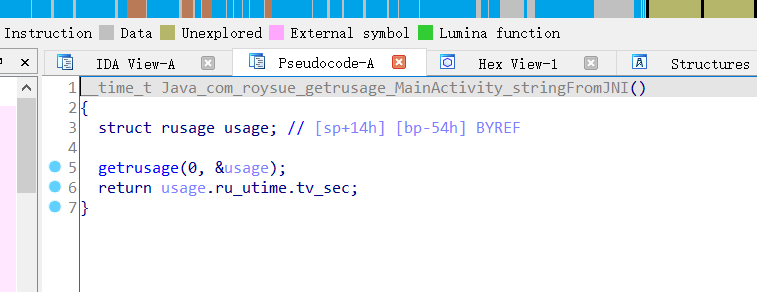 Instruction Data Unexplored External symbol Lumina function
IDA View-A Pseudocode-A Hex View-1 Structures
1 __time_t Java_com_roysue_getrusage_MainActivity_stringFromJNI()
2 {
3 struct rusage usage; // [sp+14h] [bp-54h] BYREF
4
5 getrusage(0, &usage);
6 return usage.ru_utime.tv_sec;
7 }